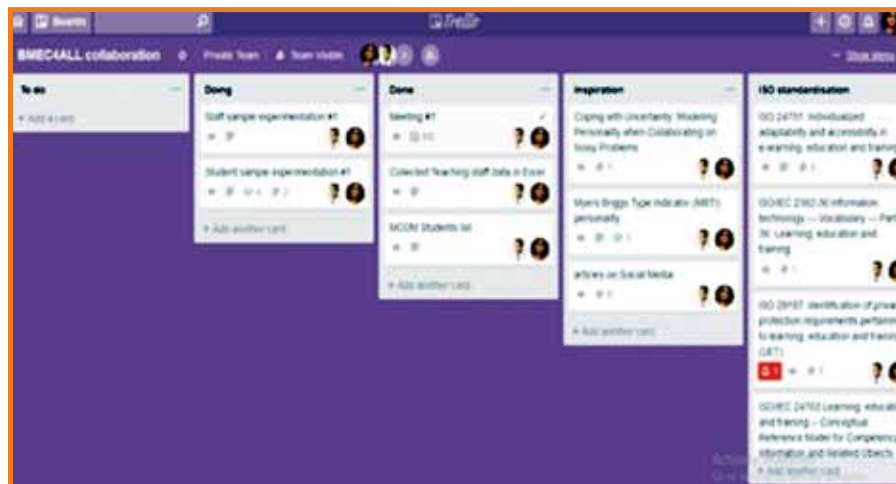 Boards
Trello
BMEC4ALL collaboration
Private Team
Team Visible
Show Menu
To do
+ Add a card
Doing
Staff sample experimentation #1
Student sample experimentation #1
+ Add another card
Done
Meeting #1
Collected Teaching staff data in Excel
MCOM Students list
+ Add another card
Inspiration
Coping with Uncertainty: Modeling
Personality when Collaborating on
Noisy Problems
Myers Briggs Type Indicator (MBTI)
personality
articles on Social Media
+ Add another card
ISO standardisation
ISO 24751: Individualized
adaptability and accessibility in
e-learning, education and training
ISO/IEC 2382-36 Information
technology -- Vocabulary -- Part
36: Learning, education and
training
protection requirements pertaining
to learning, education and training
(LET)
ISO/IEC 24763 Learning, education
and training -- Conceptual
Reference Model for Competency
Information and Related Objects
+ Add another card